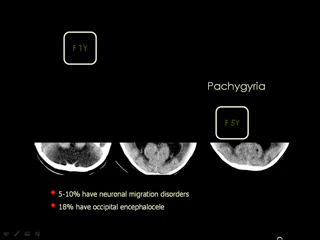 F 1Y
Pachygyria
F 5Y
5-10% have neuronal migration disorders
18% have occipital encephalocele